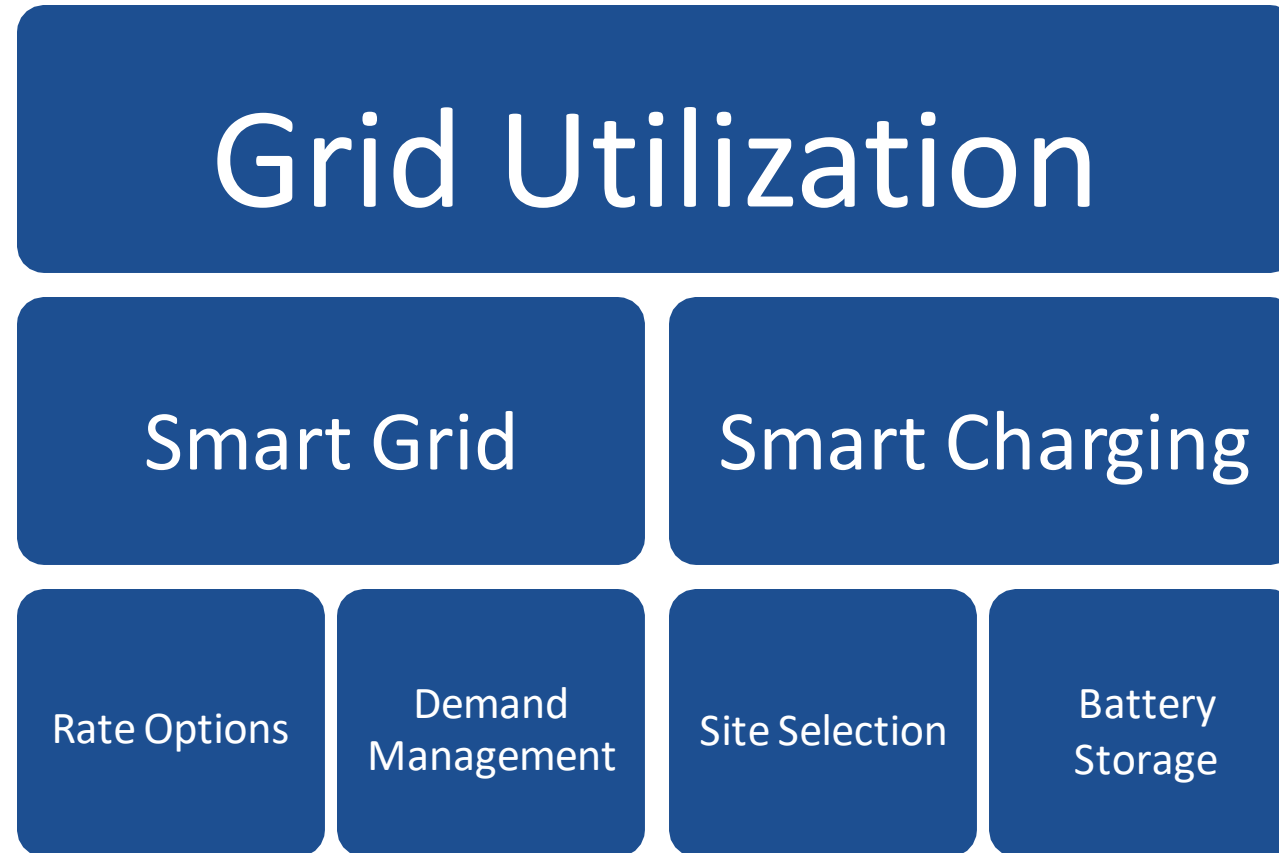 Grid Utilization
Smart Grid
Smart Charging
Rate Options
Demand
Management
Site Selection
Battery
Storage